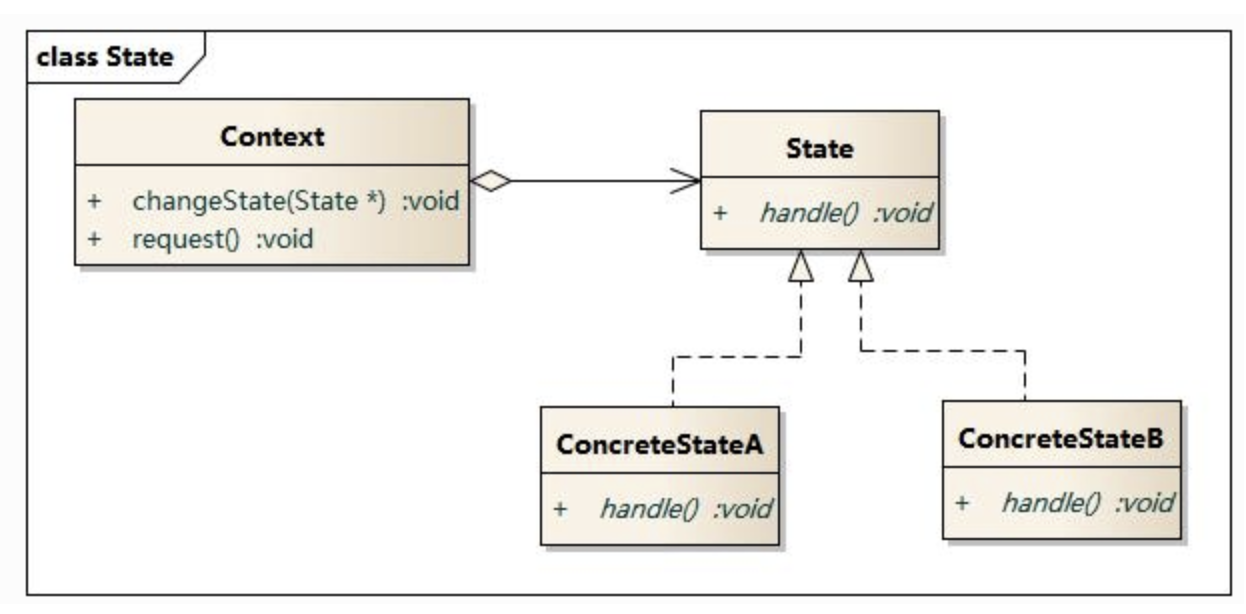 class State
Context
+ changeState(State *) :void
+ request() :void
State
+ handle() :void
ConcreteStateA
+ handle() :void
ConcreteStateB
+ handle() :void